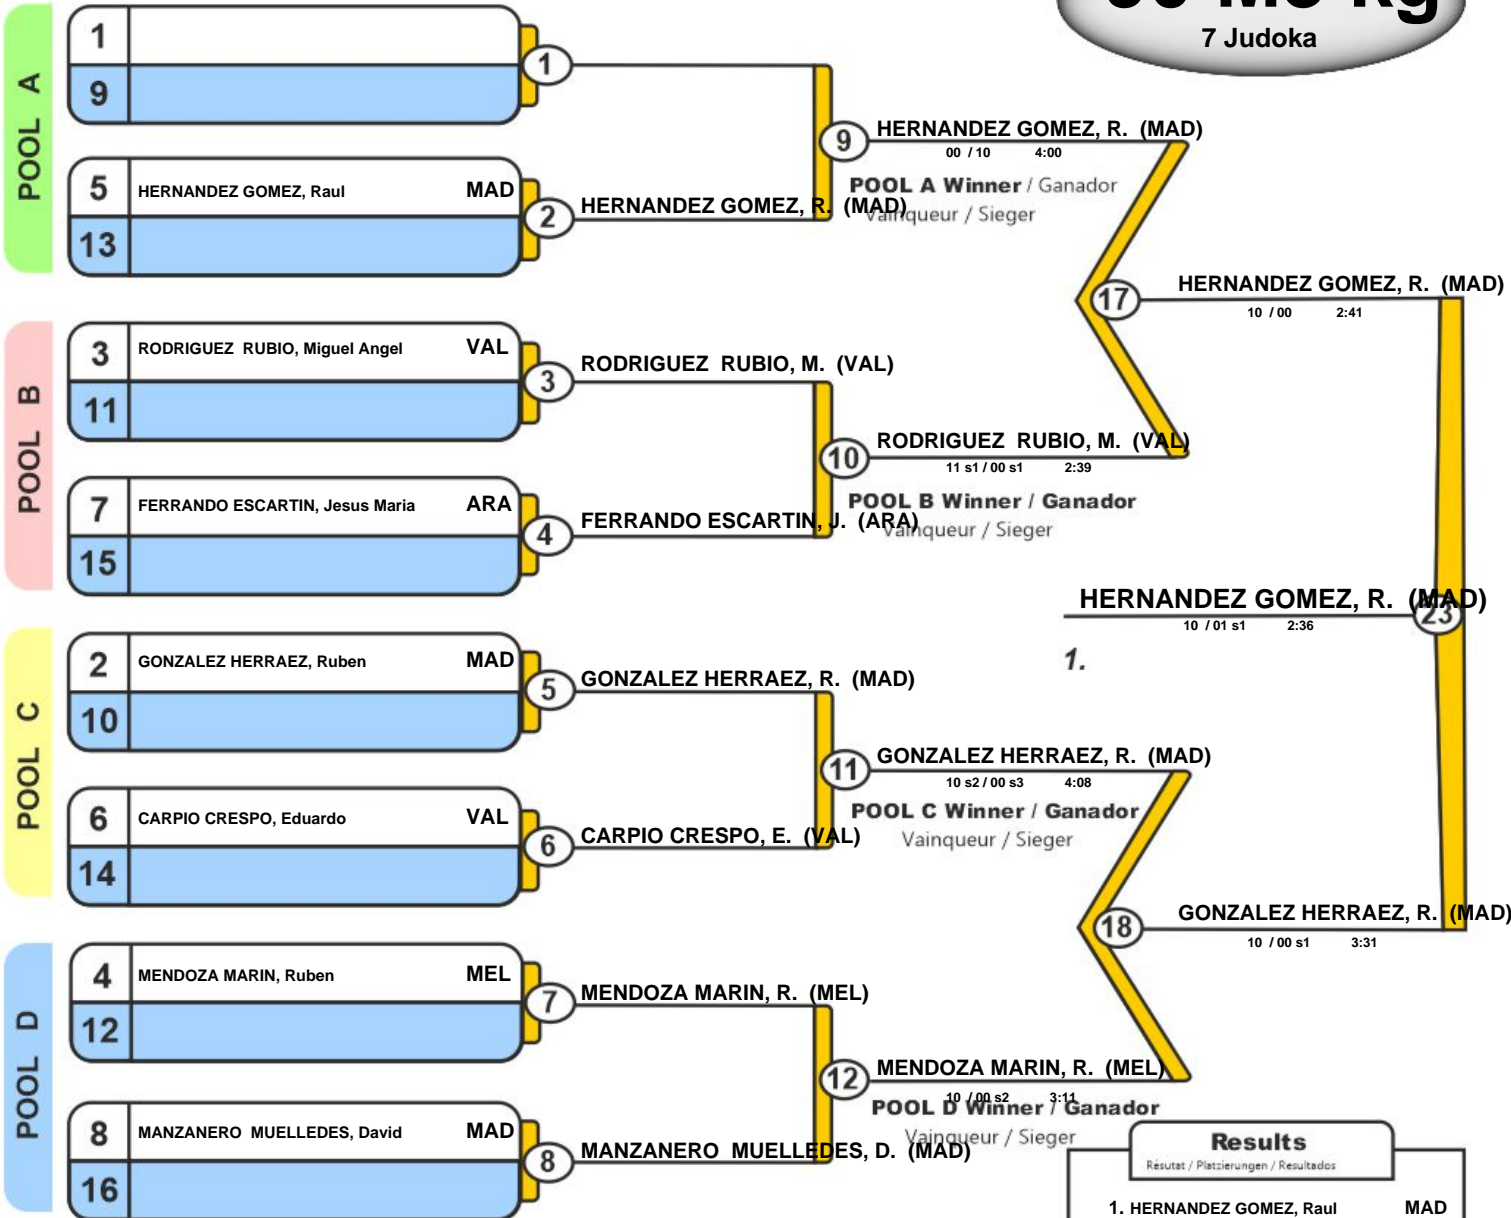 7 Judoka
POOL A
1
9
1
5 HERNANDEZ GOMEZ, Raul MAD
13
2
HERNANDEZ GOMEZ, R. (MAD)
9
HERNANDEZ GOMEZ, R. (MAD)
00 / 10 4:00
POOL A Winner / Ganador
Vainqueur / Sieger
POOL B
3 RODRIGUEZ RUBIO, Miguel Angel VAL
11
3
RODRIGUEZ RUBIO, M. (VAL)
7 FERRANDO ESCARTIN, Jesus Maria ARA
15
4
FERRANDO ESCARTIN, J. (ARA)
10
RODRIGUEZ RUBIO, M. (VAL)
11 s1 / 00 s1 2:39
POOL B Winner / Ganador
Vainqueur / Sieger
17
HERNANDEZ GOMEZ, R. (MAD)
10 / 00 2:41
HERNANDEZ GOMEZ, R. (MAD)
23
10 / 01 s1 2:36
1.
POOL C
2 GONZALEZ HERRAEZ, Ruben MAD
10
5
GONZALEZ HERRAEZ, R. (MAD)
6 CARPIO CRESPO, Eduardo VAL
14
6
CARPIO CRESPO, E. (VAL)
11
GONZALEZ HERRAEZ, R. (MAD)
10 s2 / 00 s3 4:08
POOL C Winner / Ganador
Vainqueur / Sieger
18
GONZALEZ HERRAEZ, R. (MAD)
10 / 00 s1 3:31
POOL D
4 MENDOZA MARIN, Ruben MEL
12
7
MENDOZA MARIN, R. (MEL)
8 MANZANERO MUELLEDES, David MAD
16
8
MANZANERO MUELLEDES, D. (MAD)
12
MENDOZA MARIN, R. (MEL)
10 / 00 s2 3:11
POOL D Winner / Ganador
Vainqueur / Sieger
Results
Résutat / Platzierungen / Resultados
1. HERNANDEZ GOMEZ, Raul MAD